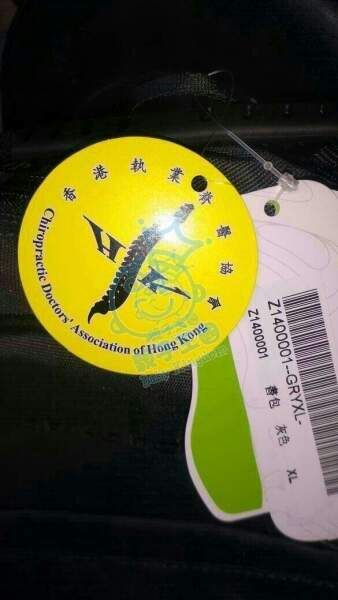 香港執業脊醫協會
Chiropractic Doctors' Association of Hong Kong
Z1400001--GRYXL-
Z1400001 書包 灰色 XL